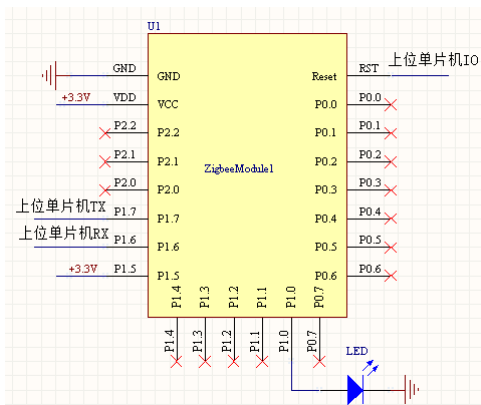 U1
GND GND Reset RST 上位单片机IO
+3.3V VDD VCC P0.0 P0.0
P2.2 P2.2 P0.1 P0.1
P2.1 P2.1 P0.2 P0.2
ZigbeeModule1
P2.0 P2.0 P0.3 P0.3
上位单片机TX P1.7 P1.7 P0.4 P0.4
上位单片机RX P1.6 P1.6 P0.5 P0.5
+3.3V P1.5 P1.5 P0.6 P0.6
P1.4 P1.3 P1.2 P1.1 P1.0 P0.7
P1.4 P1.3 P1.2 P1.1 P1.0 P0.7
LED